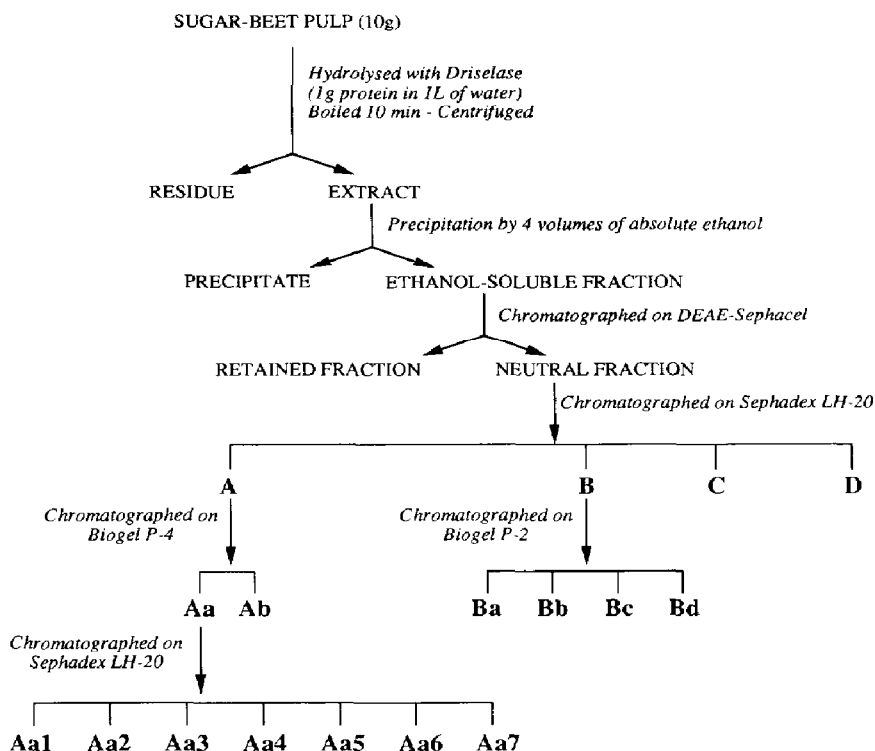 SUGAR-BEET PULP (10g)
Hydrolysed with Driselase
(1g protein in 1L of water)
Boiled 10 min - Centrifuged
RESIDUE EXTRACT
Precipitation by 4 volumes of absolute ethanol
PRECIPITATE ETHANOL-SOLUBLE FRACTION
Chromatographed on DEAE-Sephacel
RETAINED FRACTION NEUTRAL FRACTION
Chromatographed on Sephadex LH-20
A B C D
Chromatographed on
Biogel P-4
Chromatographed on
Biogel P-2
Aa Ab Ba Bb Bc Bd
Chromatographed on
Sephadex LH-20
Aa1 Aa2 Aa3 Aa4 Aa5 Aa6 Aa7